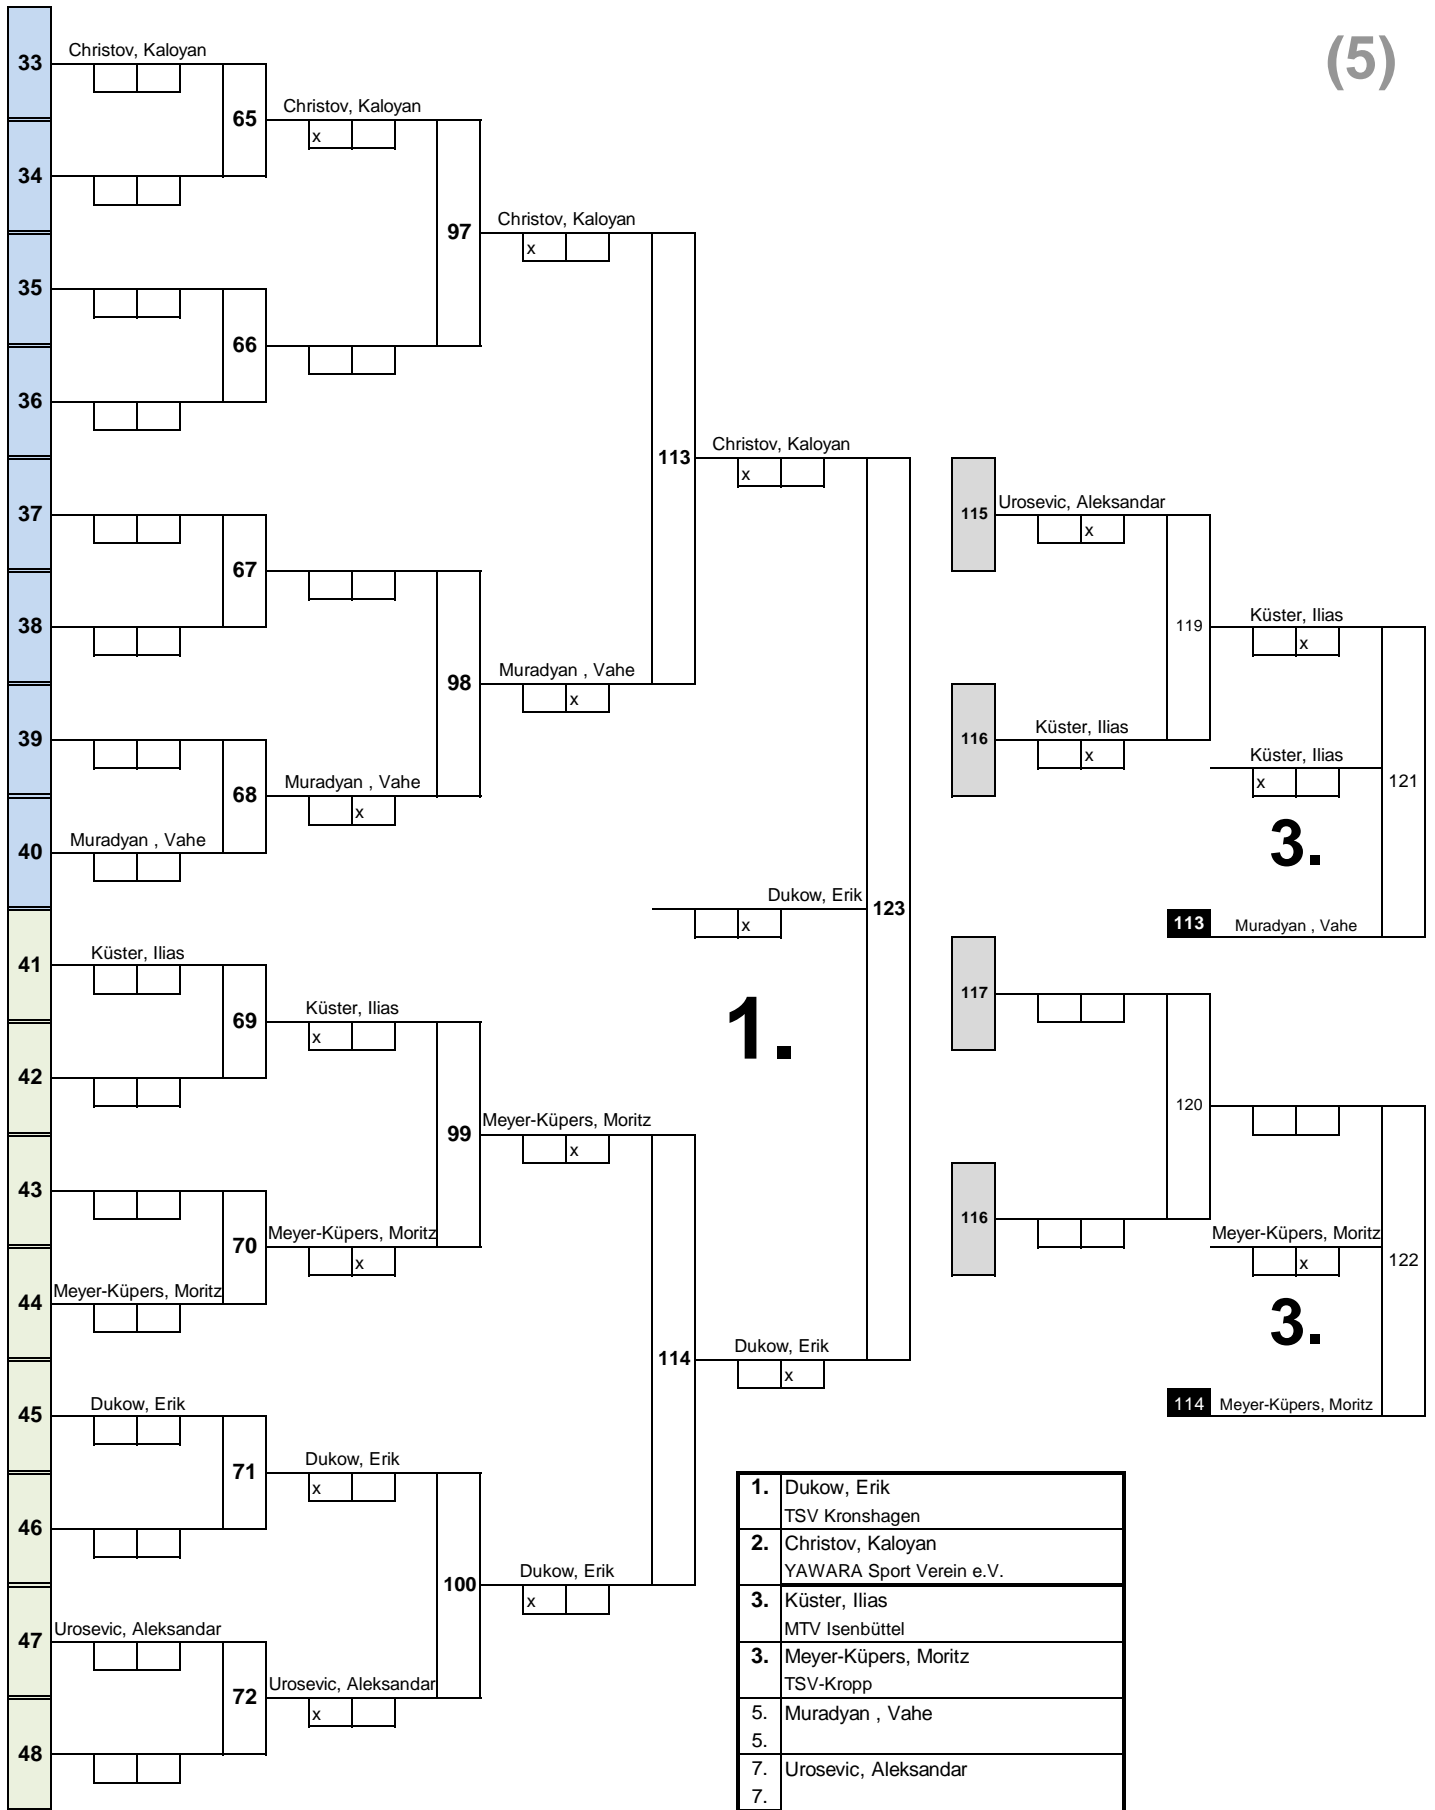 (5)
33
Christov, Kaloyan
65
Christov, Kaloyan
x
34
97
Christov, Kaloyan
x
35
66
36
113
Christov, Kaloyan
x
37
67
38
98
Muradyan , Vahe
x
39
68
Muradyan , Vahe
x
40
Muradyan , Vahe
Dukow, Erik
x
123
1.
41
Küster, Ilias
69
Küster, Ilias
x
42
99
Meyer-Küpers, Moritz
x
43
70
Meyer-Küpers, Moritz
x
44
Meyer-Küpers, Moritz
114
Dukow, Erik
x
45
Dukow, Erik
71
Dukow, Erik
x
46
100
Dukow, Erik
x
47
Urosevic, Aleksandar
72
Urosevic, Aleksandar
x
48
115
Urosevic, Aleksandar
x
119
Küster, Ilias
x
116
Küster, Ilias
x
Küster, Ilias
x
121
3.
113
Muradyan , Vahe
117
120
116
Meyer-Küpers, Moritz
x
122
3.
114
Meyer-Küpers, Moritz
1. Dukow, Erik
TSV Kronshagen
2. Christov, Kaloyan
YAWARA Sport Verein e.V.
3. Küster, Ilias
MTV Isenbüttel
3. Meyer-Küpers, Moritz
TSV-Kropp
5. Muradyan , Vahe
5.
7. Urosevic, Aleksandar
7.